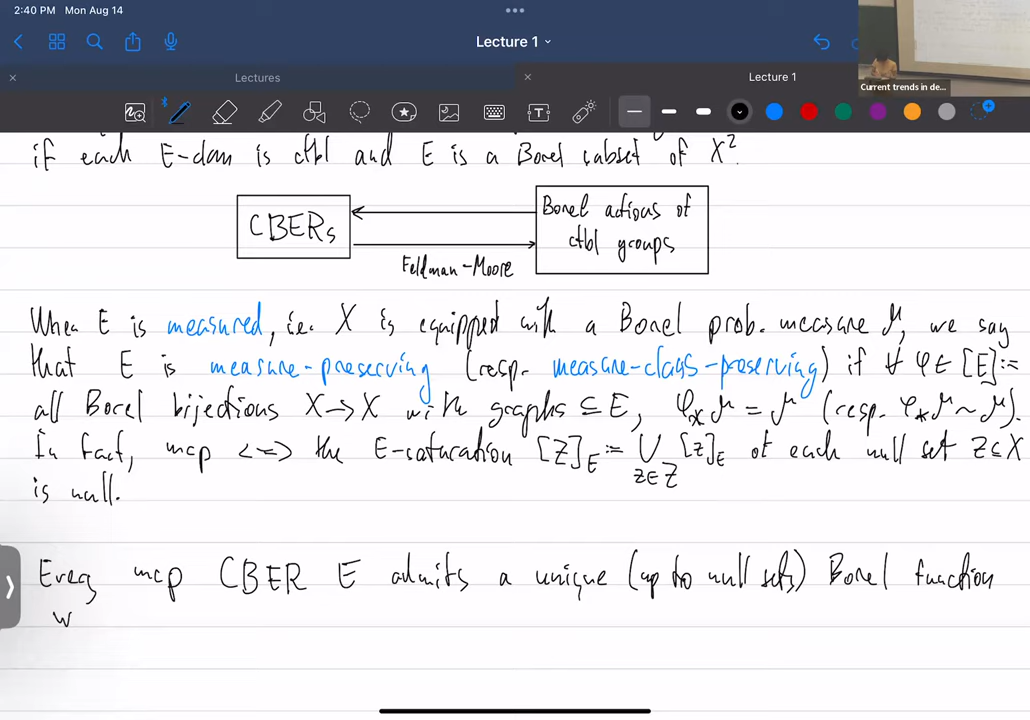 2:40 PM Mon Aug 14
Lecture 1
Lectures
Lecture 1
Current trends in de...
if each E-class is ctbl and E is a Borel subset of X².
CBERs
Borel actions of
ctbl groups
Feldman-Moore
When E is measured, i.e. X is equipped with a Borel prob. measure μ, we say
that E is measure-preserving (resp. measure-class-preserving) if ∀ φ ∈ [E] :=
all Borel bijections X → X with graphs ⊆ E, φ_* μ = μ (resp. φ_* μ ~ μ).
In fact, mcp <=> the E-saturation [Z]_E := ⋃_{z∈Z} [z]_E of each null set Z ⊆ X
is null.
Every mcp CBER E admits a unique (up to null sets) Borel function
w